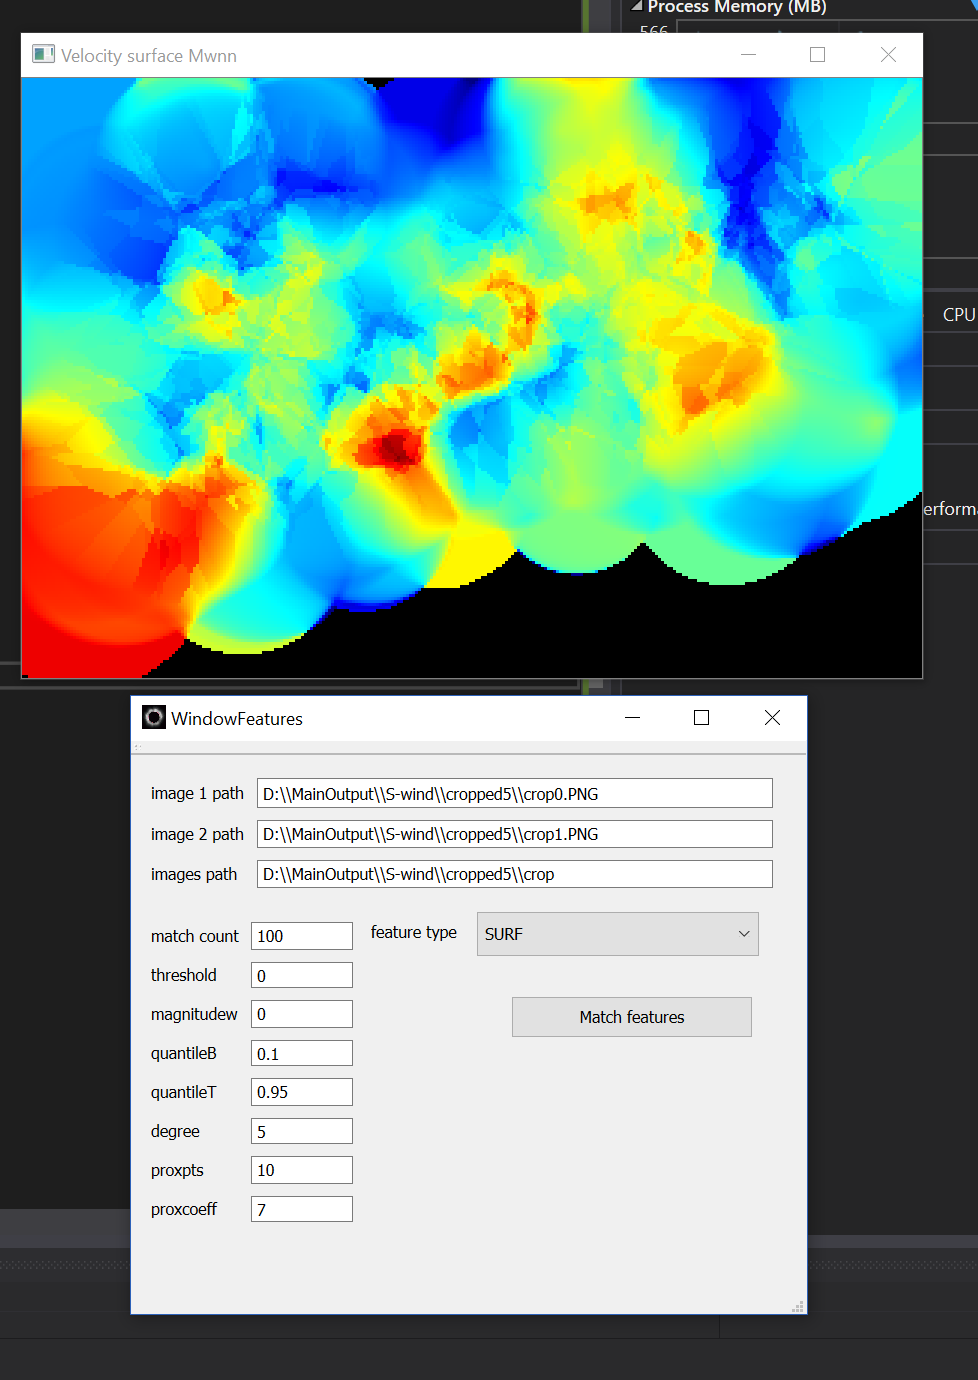 Process Memory (MB)
566
Velocity surface Mwnn
CPU
erforma
WindowFeatures
image 1 path D:\\MainOutput\\S-wind\\cropped5\\crop0.PNG
image 2 path D:\\MainOutput\\S-wind\\cropped5\\crop1.PNG
images path D:\\MainOutput\\S-wind\\cropped5\\crop
match count 100 feature type SURF
threshold 0
magnitudew 0
Match features
quantileB 0.1
quantileT 0.95
degree 5
proxpts 10
proxcoeff 7